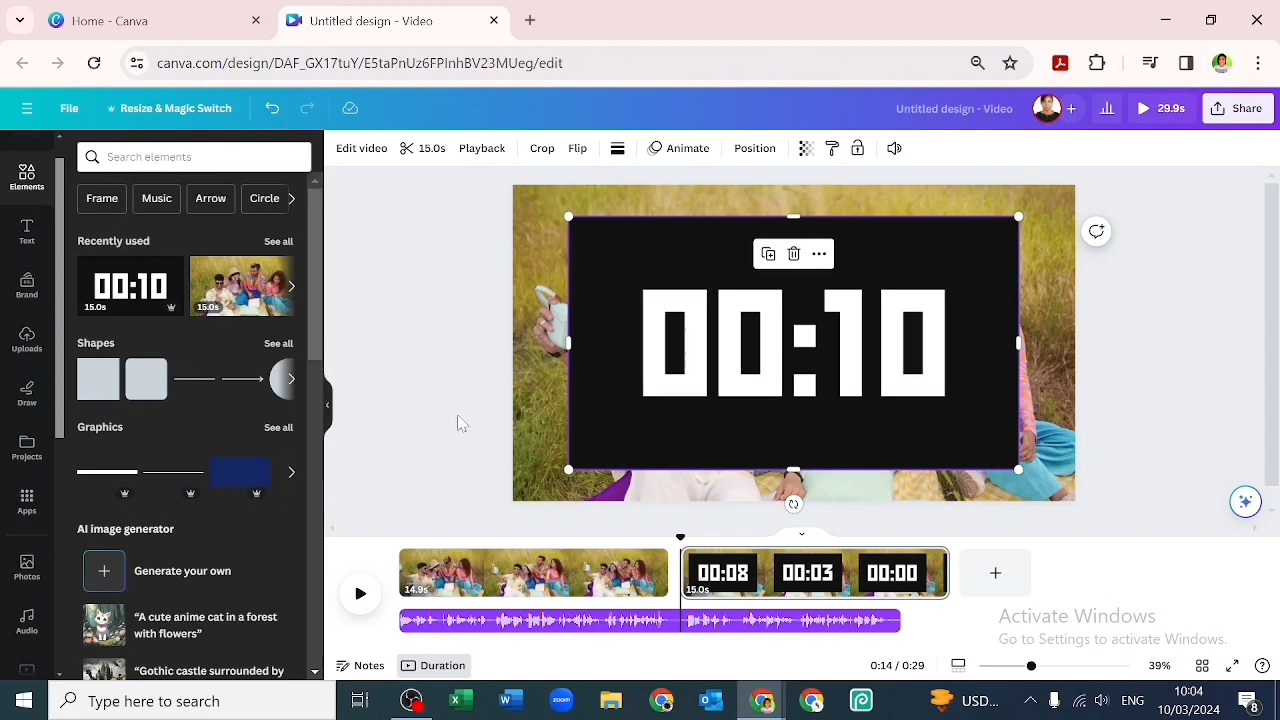 Home - Canva
Untitled design - Video
canva.com/design/DAF_GX17tuY/E5taPnUz6FPInhBV23MUeg/edit
File
Resize & Magic Switch
Untitled design - Video
29.9s
Share
Elements
Text
Brand
Uploads
Draw
Projects
Apps
Photos
Audio
Search elements
Frame
Music
Arrow
Circle
Recently used
See all
00:10
15.0s
15.0s
Shapes
See all
Graphics
See all
AI image generator
Generate your own
"A cute anime cat in a forest
with flowers"
"Gothic castle surrounded by
Edit video
15.0s
Playback
Crop
Flip
Animate
Position
00:10
14.9s
00:08
00:03
00:00
15.0s
Activate Windows
Go to Settings to activate Windows.
Notes
Duration
0:14 / 0:29
39%
Type here to search
USD...
ENG
10:04
10/03/2024